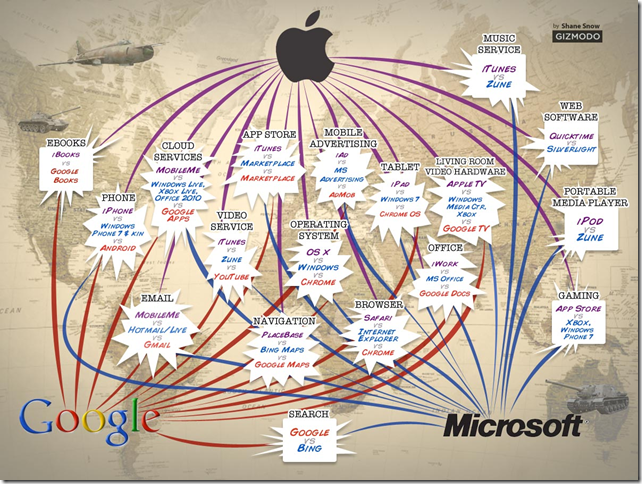 by Shane Snow
GIZMODO
MUSIC
SERVICE
iTunes
vs
Zune
WEB
SOFTWARE
Quicktime
vs
Silverlight
EBOOKS
iBooks
vs
Google
Books
CLOUD
SERVICES
MobileMe
vs
Windows Live,
Xbox Live,
Office 2010
vs
Google
Apps
APP STORE
iTunes
vs
Marketplace
vs
Marketplace
MOBILE
ADVERTISING
iAd
vs
MS
Advertising
vs
AdMob
TABLET
iPad
vs
Windows 7
vs
Chrome OS
LIVING ROOM
VIDEO HARDWARE
Apple TV
vs
Windows
Media Ctr,
Xbox
vs
Google TV
PORTABLE
MEDIA PLAYER
iPod
vs
Zune
PHONE
iPhone
vs
Windows
Phone 7 & Kin
vs
Android
VIDEO
SERVICE
iTunes
vs
Zune
vs
YouTube
OPERATING
SYSTEM
OS X
vs
Windows
vs
Chrome
OFFICE
iWork
vs
MS Office
vs
Google Docs
EMAIL
MobileMe
vs
Hotmail/Live
vs
Gmail
NAVIGATION
PlaceBase
vs
Bing Maps
vs
Google Maps
BROWSER
Safari
vs
Internet
Explorer
vs
Chrome
GAMING
App Store
vs
Xbox,
Windows
Phone 7
Google
SEARCH
Google
vs
Bing
Microsoft